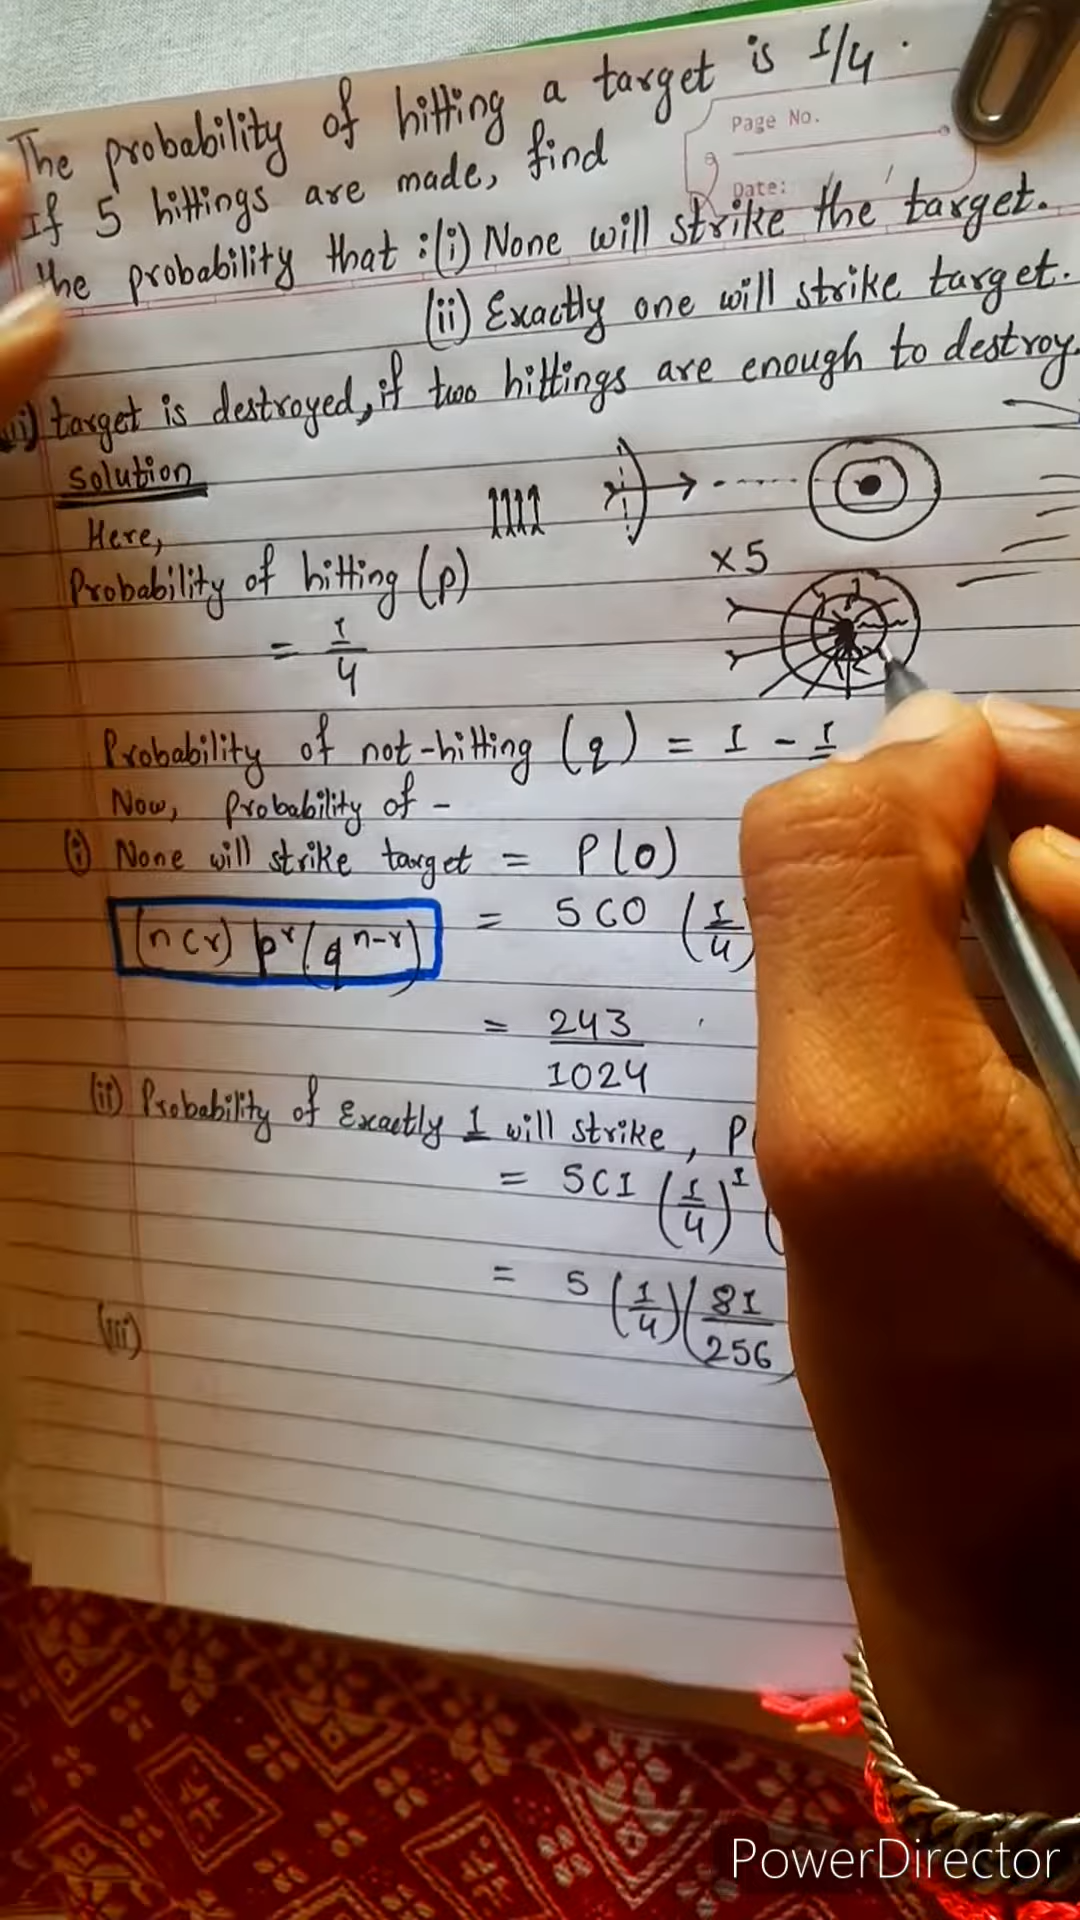 The probability of hitting a target is 1/4.
Page No.
If 5 hittings are made, find
Date:
the probability that :(i) None will strike the target.
(ii) Exactly one will strike target.
target is destroyed, if two hittings are enough to destroy.
Solution
Here,
×5
Probability of hitting (p)
= 1/4
Probability of not-hitting (q) = 1 - 1
Now, Probability of -
(i) None will strike target = P(0)
(nCr) p^r (q^n-r) = 5C0 (1/4)
= 243/1024
(ii) Probability of Exactly 1 will strike, P(
= 5C1 (1/4)^1 (
= 5 (1/4)(81/256)
(iii)
PowerDirector